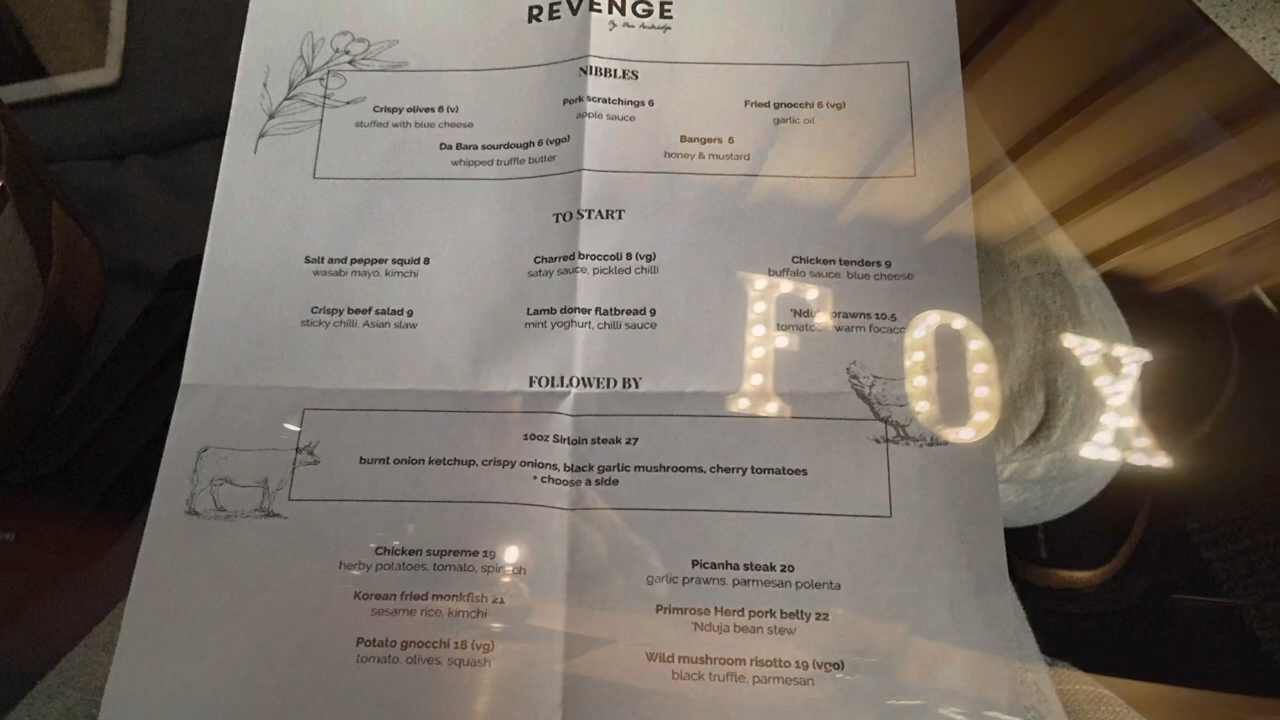 REVENGE
NIBBLES
Crispy olives 6 (v)
stuffed with blue cheese
Pork scratchings 6
apple sauce
Fried gnocchi 6 (vg)
garlic oil
Da Bara sourdough 6 (vgo)
whipped truffle butter
Bangers 6
honey & mustard
TO START
Salt and pepper squid 8
wasabi mayo, kimchi
Charred broccoli 8 (vg)
satay sauce, pickled chilli
Chicken tenders 9
buffalo sauce, blue cheese
Crispy beef salad 9
sticky chilli, Asian slaw
Lamb doner flatbread 9
mint yoghurt, chilli sauce
prawns 10.5
warm
FOX
FOLLOWED BY
10oz Sirloin steak 27
burnt onion ketchup, crispy onions, black garlic mushrooms, cherry tomatoes
* choose a side
Chicken supreme 19
herby potatoes, tomato,
Picanha steak 20
garlic prawns, parmesan polenta
Korean fried monkfish 21
sesame rice, kimchi
Primrose Herd pork belly 22
'Nduja bean stew
Potato gnocchi 18 (vg)
tomato, olives, squash
Wild mushroom risotto 19 (vgo)
black truffle, parmesan